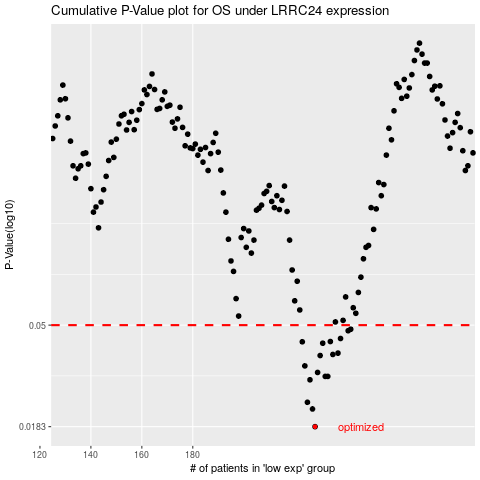 Cumulative P-Value plot for OS under LRRC24 expression
P-Value(log10)
0.05
0.0183
optimized
120 140 160 180
# of patients in 'low exp' group